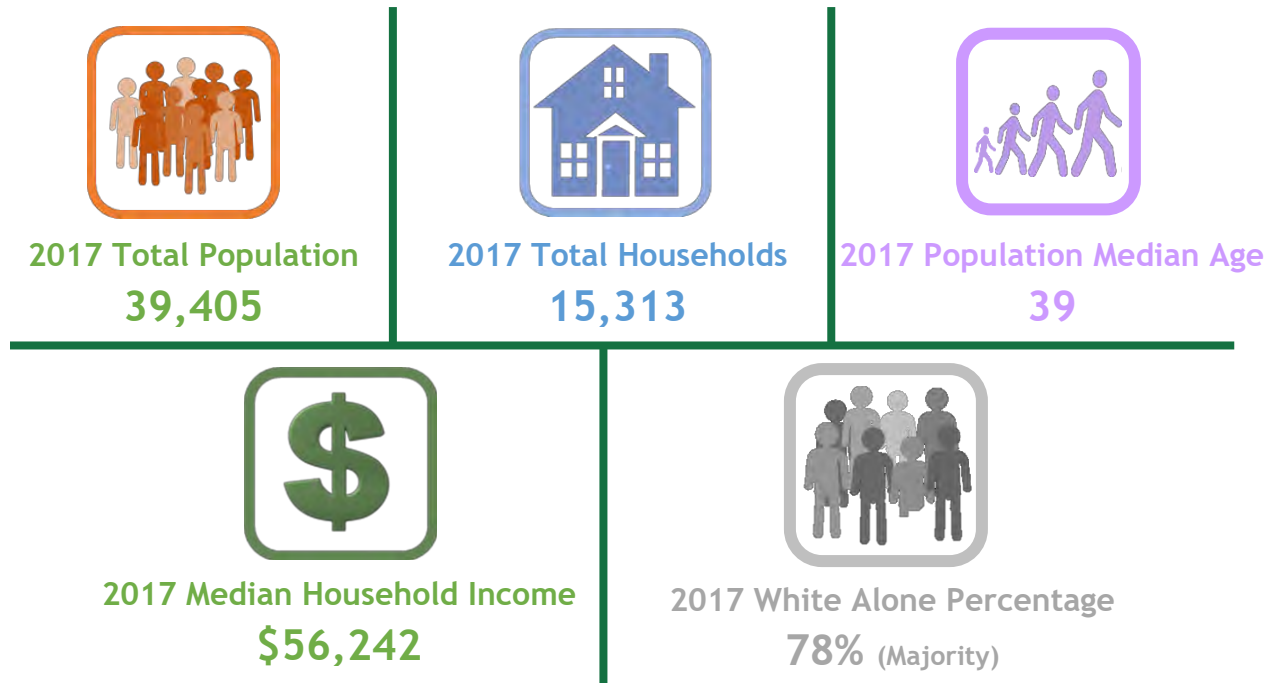 2017 Total Population
39,405
2017 Total Households
15,313
2017 Population Median Age
39
$
2017 Median Household Income
$56,242
2017 White Alone Percentage
78% (Majority)